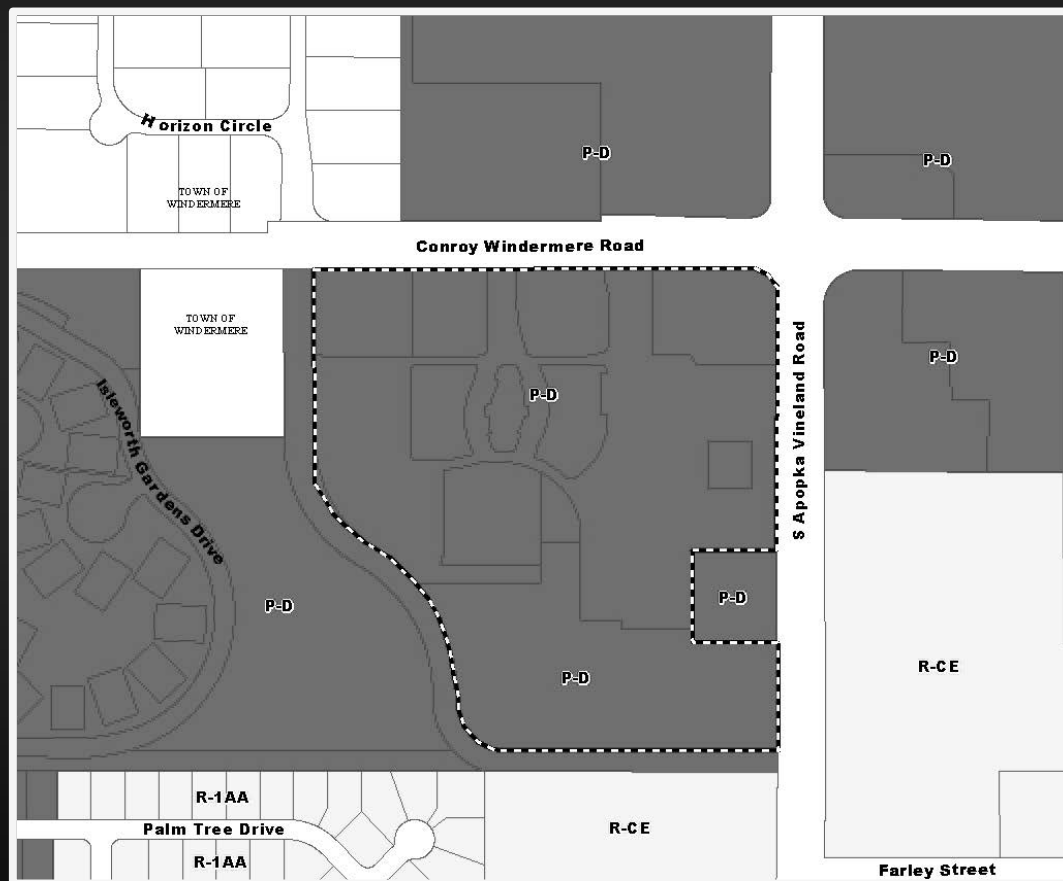 Horizon Circle
P-D
P-D
TOWN OF
WINDERMERE
Conroy Windermere Road
TOWN OF
WINDERMERE
P-D
P-D
Isleworth Gardens Drive
S Apopka Vineland Road
P-D
P-D
R-CE
P-D
R-1AA
Palm Tree Drive
R-CE
R-1AA
Farley Street